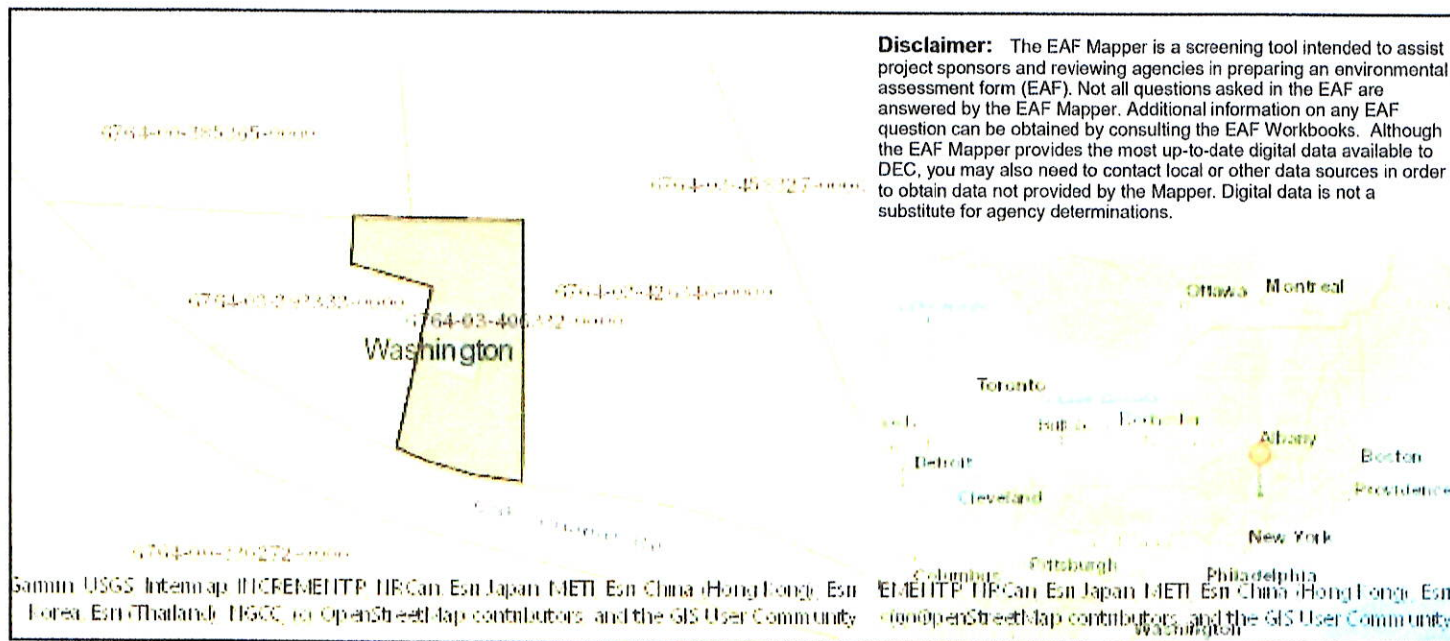 Disclaimer: The EAF Mapper is a screening tool intended to assist
project sponsors and reviewing agencies in preparing an environmental
assessment form (EAF). Not all questions asked in the EAF are
answered by the EAF Mapper. Additional information on any EAF
question can be obtained by consulting the EAF Workbooks. Although
the EAF Mapper provides the most up-to-date digital data available to
DEC, you may also need to contact local or other data sources in order
to obtain data not provided by the Mapper. Digital data is not a
substitute for agency determinations.
Washington
Ottawa Montreal
Toronto
Albany
Detroit
Boston
Cleveland
Providence
New York
Columbus
Pittsburgh
Philadelphia
USGS Intermap INCREMENT P NRCan Esri Japan METI Esri China (Hong Kong) Esri
Korea Esri (Thailand) NGCC OpenStreetMap contributors and the GIS User Community
NRCan Esri Japan METI Esri China (Hong Kong) Esri
OpenStreetMap contributors, and the GIS User Community
Washington